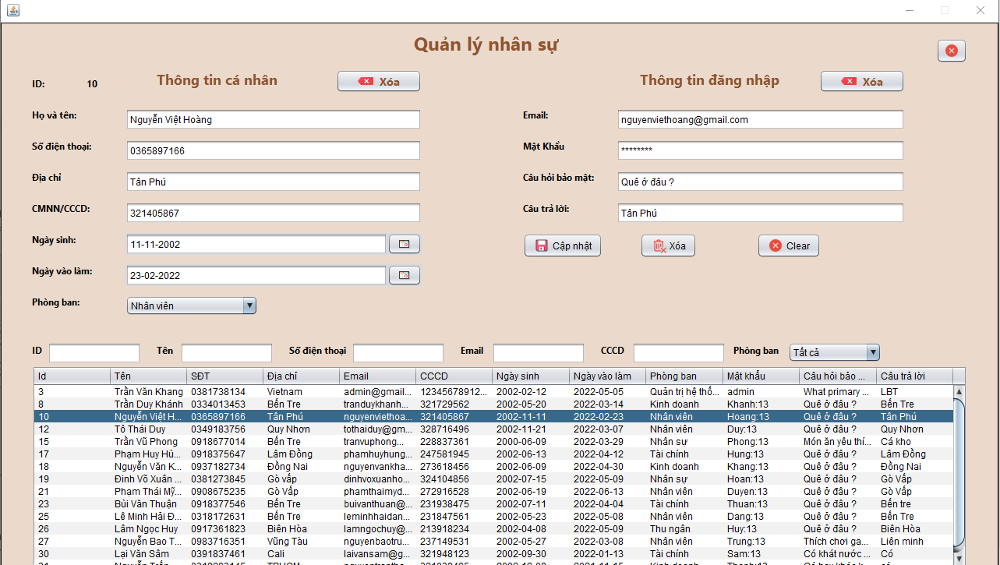 Quản lý nhân sự
ID: 10 Thông tin cá nhân Xóa Thông tin đăng nhập Xóa
Họ và tên: Nguyễn Việt Hoàng Email: nguyenviethoang@gmail.com
Số điện thoại: 0365897166 Mật Khẩu ********
Địa chỉ Tân Phú Câu hỏi bảo mật: Quê ở đâu ?
CMNN/CCCD: 321405867 Câu trả lời: Tân Phú
Ngày sinh: 11-11-2002 Cập nhật Xóa Clear
Ngày vào làm: 23-02-2022
Phòng ban: Nhân viên
ID Tên Số điện thoại Email CCCD Phòng ban Tất cả
Id Tên SĐT Địa chỉ Email CCCD Ngày sinh Ngày vào làm Phòng ban Mật khẩu Câu hỏi bảo ... Câu trả lời
3 Trần Văn Khang 0381738134 Vietnam admin@gmail... 12345678912... 2002-02-12 2022-05-05 Quản trị hệ thố... admin What primary ... LBT
8 Trần Duy Khánh 0334013453 Bến Tre tranduykhanh... 321729562 2002-05-20 2022-03-14 Kinh doanh Khanh:13 Quê ở đâu ? Bến Tre
10 Nguyễn Việt H... 0365897166 Tân Phú nguyenviethoa... 321405867 2002-11-11 2022-02-23 Nhân viên Hoang:13 Quê ở đâu ? Tân Phú
12 Tô Thái Duy 0349183756 Quy Nhơn tothaiduy@gm... 328716496 2002-11-21 2022-03-07 Nhân viên Duy:13 Quê ở đâu ? Quy Nhơn
15 Trần Vũ Phong 0918677014 Bến Tre tranvuphong... 228837361 2000-06-09 2022-03-29 Nhân sự Phong:13 Món ăn yêu thí... Cá kho
17 Phạm Huy Hù... 0918375647 Lâm Đồng phamhuyhung... 247581945 2002-06-13 2022-04-12 Tài chính Hung:13 Quê ở đâu ? Lâm Đồng
18 Nguyễn Văn K... 0937182734 Đồng Nai nguyenvankha... 273618456 2002-06-09 2022-04-30 Kinh doanh Khang:13 Quê ở đâu ? Đồng Nai
19 Đinh Võ Xuân ... 0381273845 Gò vấp dinhvoxuanho... 324104856 2002-07-15 2022-05-09 Nhân sự Hoan:13 Quê ở đâu ? Gò Vấp
21 Phạm Thái Mỹ... 0908675235 Gò Vấp phamthaimyd... 272916528 2002-06-19 2022-06-13 Nhân viên Duyen:13 Quê ở đâu ? Gò Vấp
23 Bùi Văn Thuận 0918377546 Bến Tre buivanthuan@... 231938475 2002-07-11 2022-04-04 Tài chính Thuan:13 Quê ở đâu ? Bến tre
25 Lê Minh Hải Đ... 0318172631 Bến Tre leminhhaidan... 231847561 2002-05-23 2022-05-08 Nhân viên Dang:13 Quê ở đâu ? Bến Tre
26 Lâm Ngọc Huy 0917361823 Biên Hòa lamngochuy@... 213918234 2002-04-08 2022-05-09 Thu ngân Huy:13 Quê ở đâu ? Biên Hòa
27 Nguyễn Bao T... 0983716351 Vũng Tàu nguyenbaotru... 237149531 2002-05-27 2022-03-08 Nhân viên Trung:13 Thích chơi ga... Liên minh
30 Lại Văn Sâm 0391837461 Cali laivansam@g... 321948123 2002-09-30 2022-01-13 Tài chính Sam:13 Có khát nước ... Có